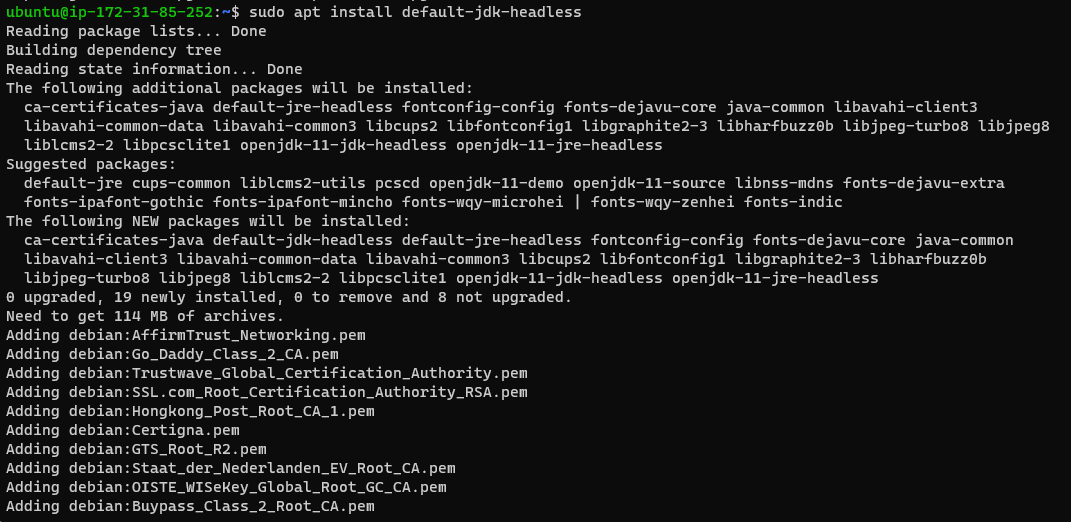 ubuntu@ip-172-31-85-252:~$ sudo apt install default-jdk-headless
Reading package lists... Done
Building dependency tree
Reading state information... Done
The following additional packages will be installed:
  ca-certificates-java default-jre-headless fontconfig-config fonts-dejavu-core java-common libavahi-client3
  libavahi-common-data libavahi-common3 libcups2 libfontconfig1 libgraphite2-3 libharfbuzz0b libjpeg-turbo8 libjpeg8
  liblcms2-2 libpcsclite1 openjdk-11-jdk-headless openjdk-11-jre-headless
Suggested packages:
  default-jre cups-common liblcms2-utils pcscd openjdk-11-demo openjdk-11-source libnss-mdns fonts-dejavu-extra
  fonts-ipafont-gothic fonts-ipafont-mincho fonts-wqy-microhei | fonts-wqy-zenhei fonts-indic
The following NEW packages will be installed:
  ca-certificates-java default-jdk-headless default-jre-headless fontconfig-config fonts-dejavu-core java-common
  libavahi-client3 libavahi-common-data libavahi-common3 libcups2 libfontconfig1 libgraphite2-3 libharfbuzz0b
  libjpeg-turbo8 libjpeg8 liblcms2-2 libpcsclite1 openjdk-11-jdk-headless openjdk-11-jre-headless
0 upgraded, 19 newly installed, 0 to remove and 8 not upgraded.
Need to get 114 MB of archives.
Adding debian:AffirmTrust_Networking.pem
Adding debian:Go_Daddy_Class_2_CA.pem
Adding debian:Trustwave_Global_Certification_Authority.pem
Adding debian:SSL.com_Root_Certification_Authority_RSA.pem
Adding debian:Hongkong_Post_Root_CA_1.pem
Adding debian:Certigna.pem
Adding debian:GTS_Root_R2.pem
Adding debian:Staat_der_Nederlanden_EV_Root_CA.pem
Adding debian:OISTE_WISeKey_Global_Root_GC_CA.pem
Adding debian:Buypass_Class_2_Root_CA.pem